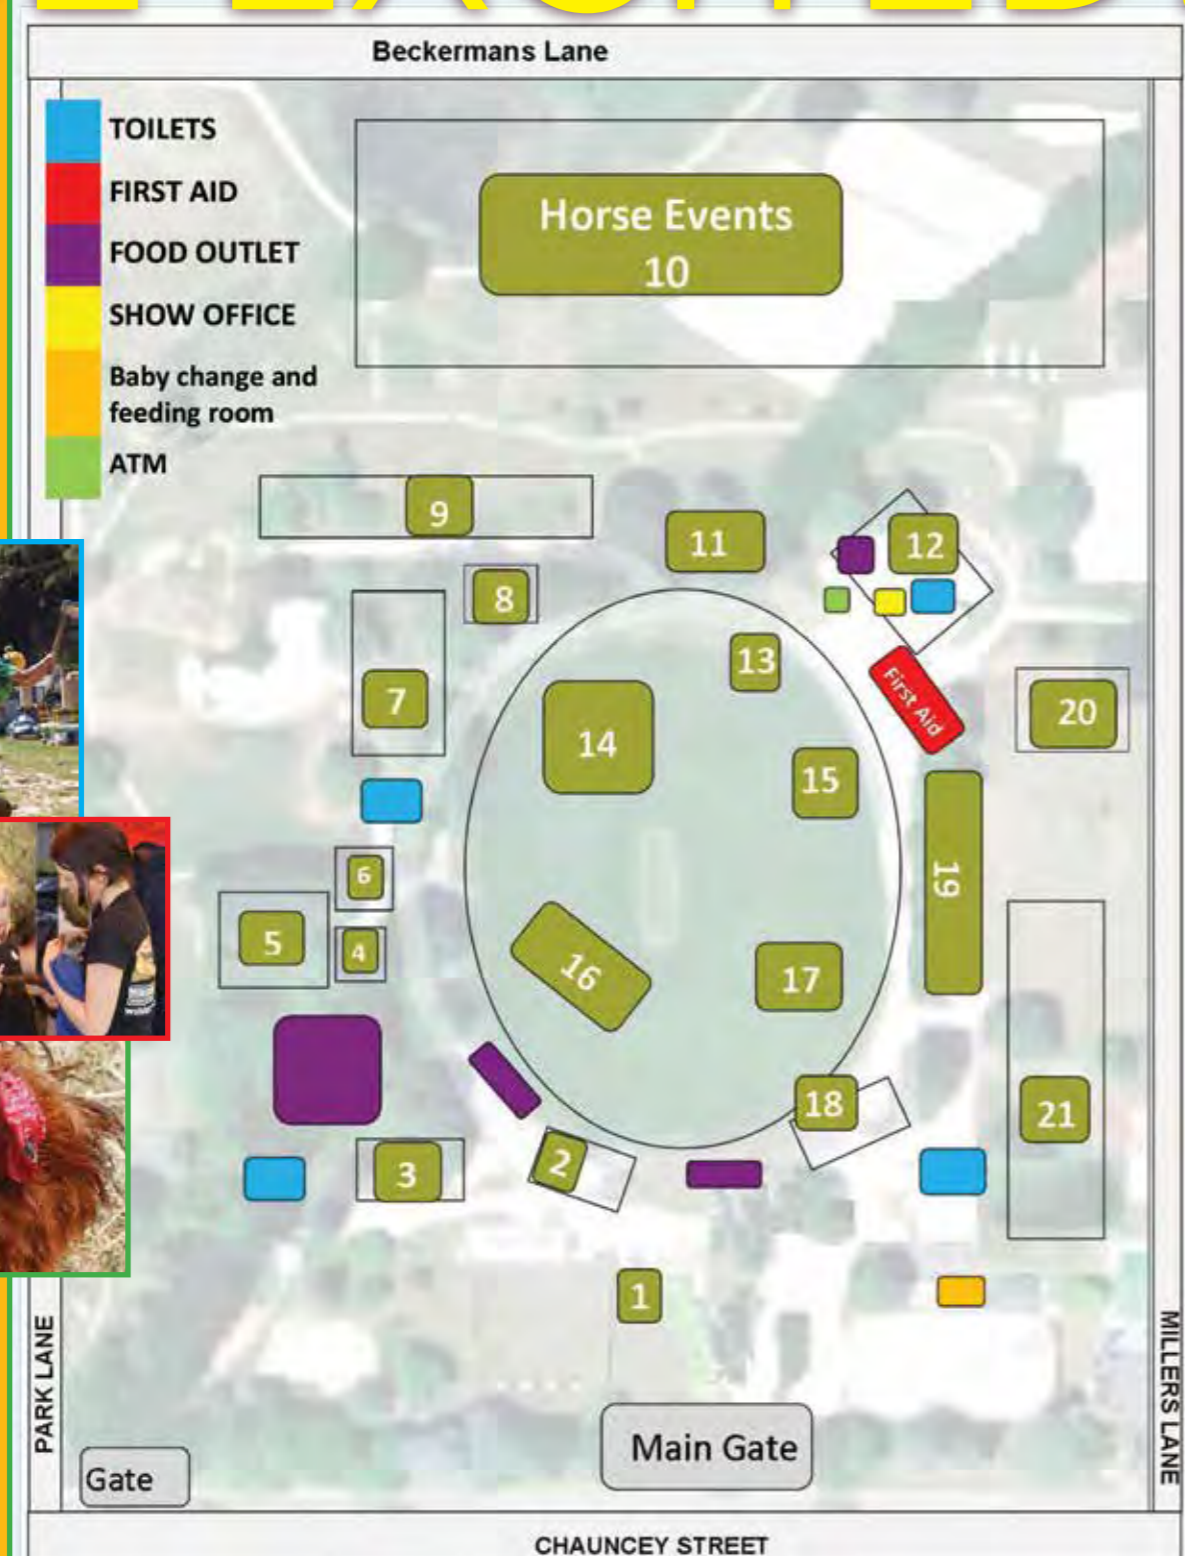 Beckermans Lane
TOILETS
FIRST AID
FOOD OUTLET
SHOW OFFICE
Baby change and
feeding room
ATM
Horse Events
10
9
11
12
8
13
First Aid
7
14
20
15
6
19
5
4
16
17
18
21
2
3
1
PARK LANE
MILLERS LANE
Main Gate
Gate
CHAUNCEY STREET